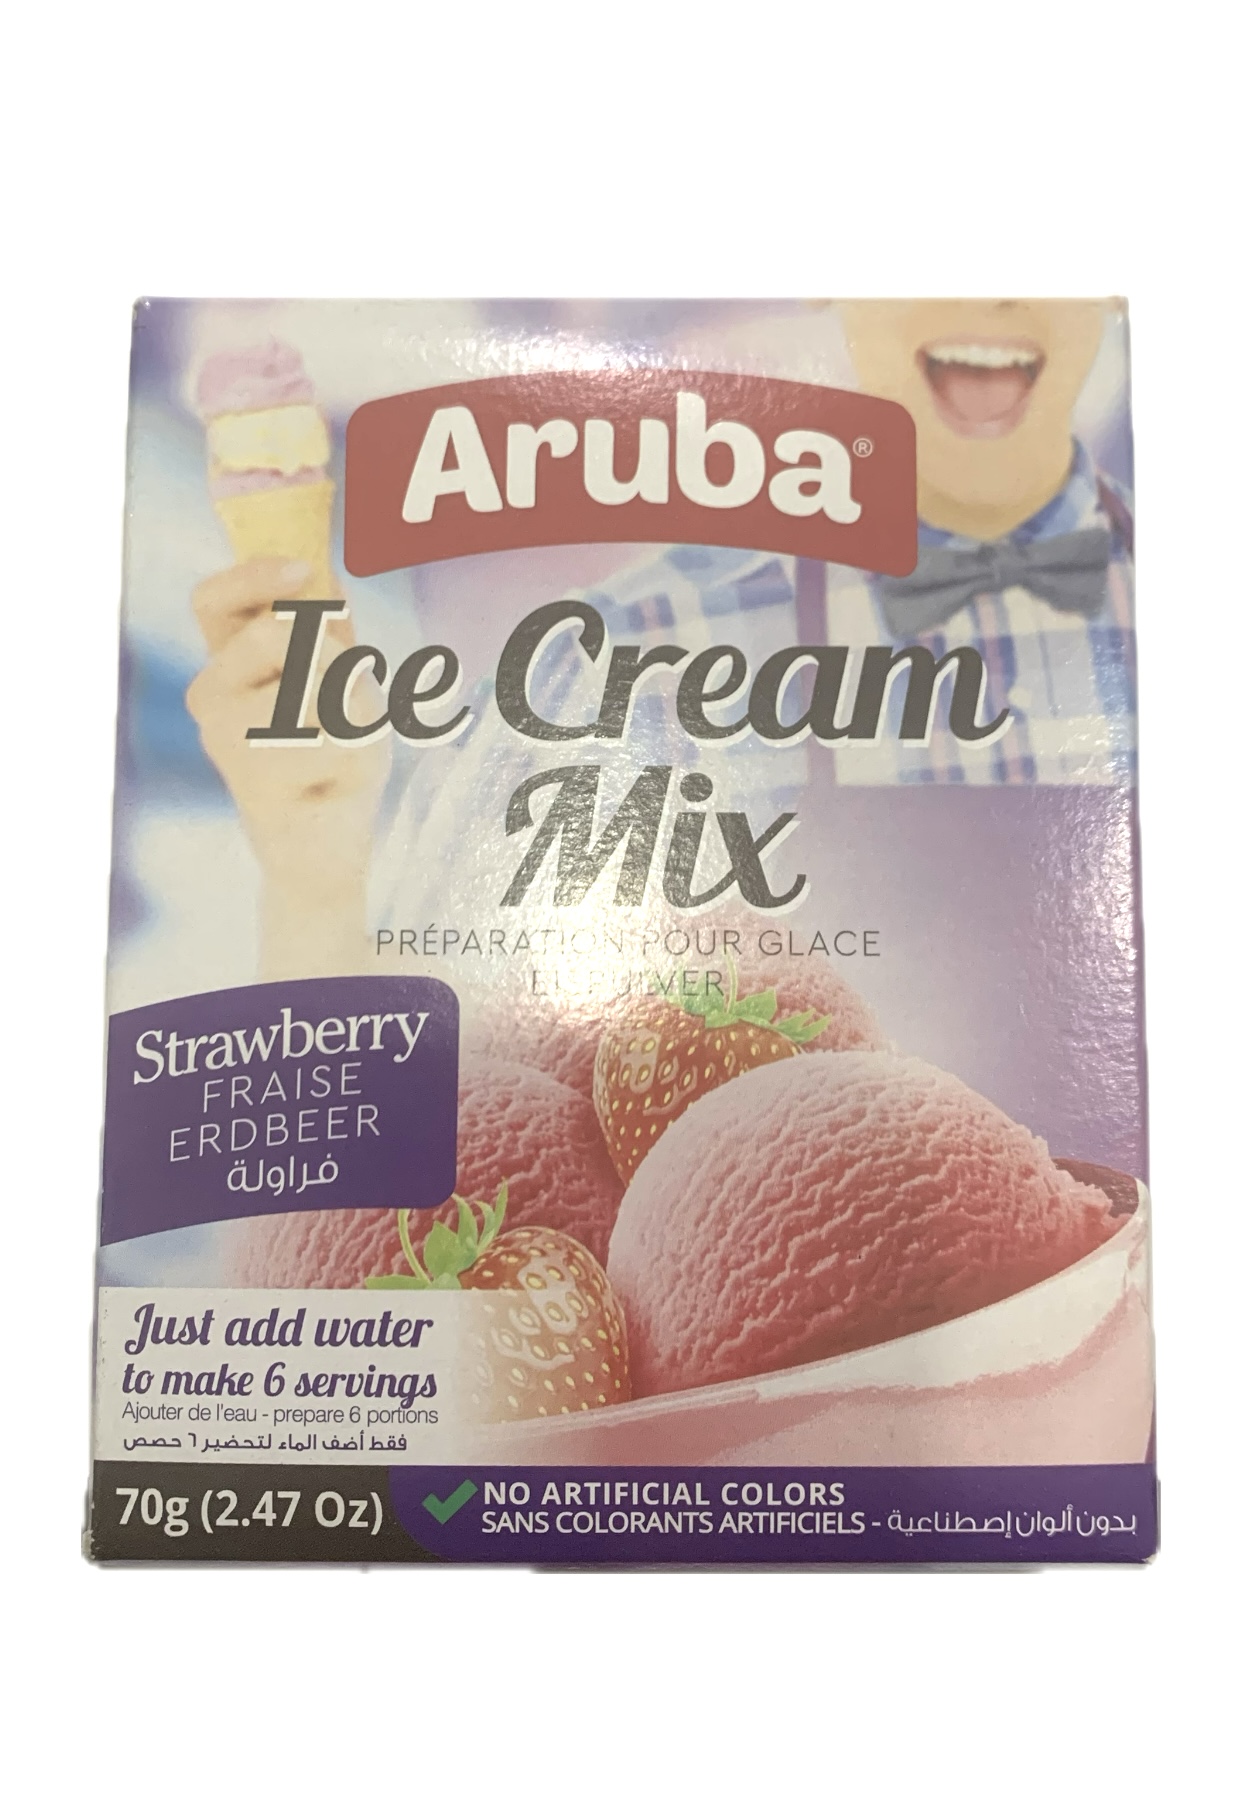 Aruba®
Ice Cream
Mix
PRÉPARATION POUR GLACE
Strawberry
FRAISE
ERDBEER
فراولة
Just add water
to make 6 servings
Ajouter de l'eau - prepare 6 portions
فقط أضف الماء لتحضير ٦ حصص
70g (2.47 Oz)
NO ARTIFICIAL COLORS
SANS COLORANTS ARTIFICIELS - بدون ألوان إصطناعية